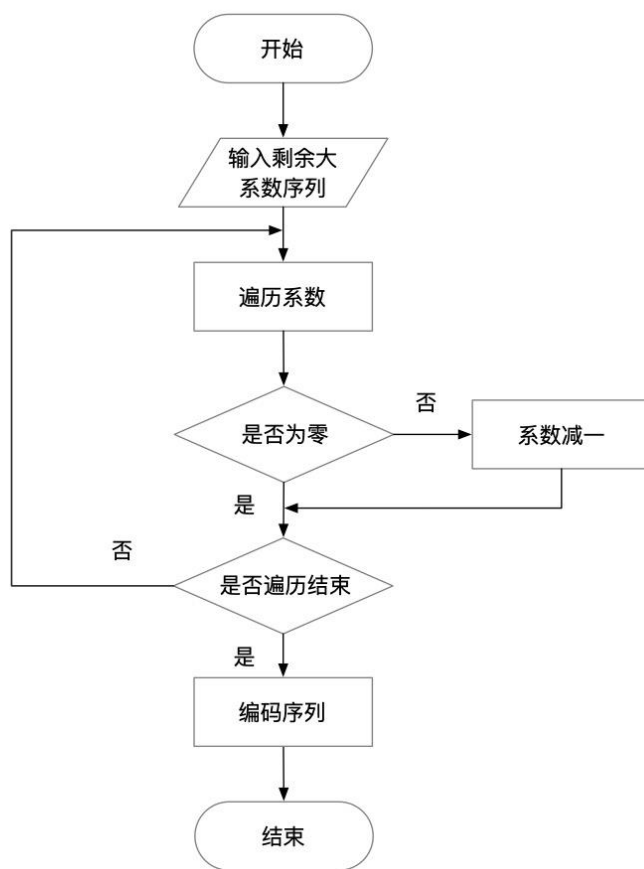 开始
输入剩余大
系数序列
遍历系数
是否为零
否
系数减一
是
否
是否遍历结束
是
编码序列
结束